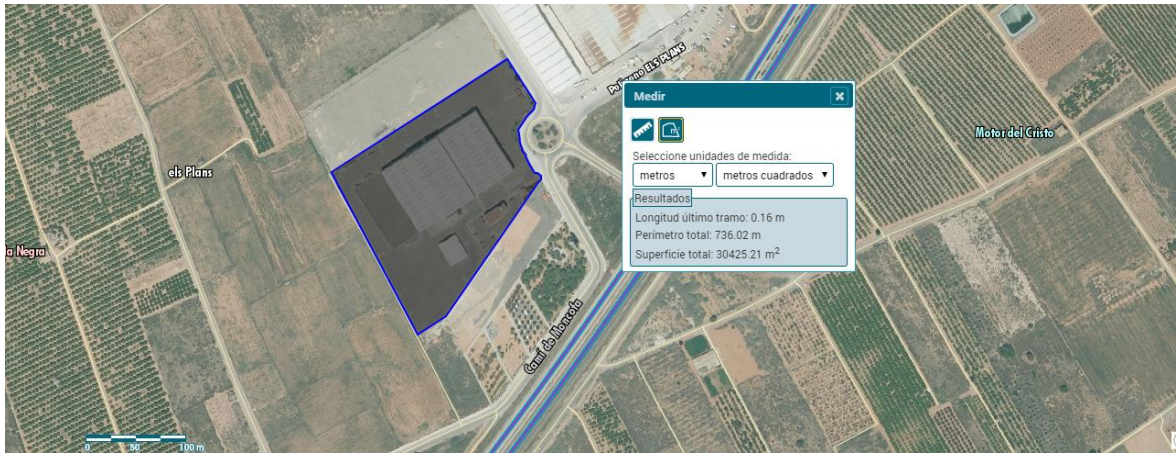 Polígono ELS PLANS
Medir
Seleccione unidades de medida:
metros
metros cuadrados
Resultados
Longitud último tramo: 0.16 m
Perímetro total: 736.02 m
Superficie total: 30425.21 m²
Motor del Cristo
els Plans
la Negra
Camí de Moncofa
0 50 100 m